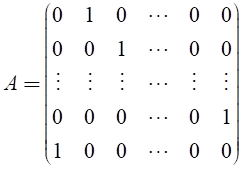 0 1 0 ⋯ 0 0
0 0 1 ⋯ 0 0
A = ⋮ ⋮ ⋮ ⋯ ⋮ ⋮
0 0 0 ⋯ 0 1
1 0 0 ⋯ 0 0